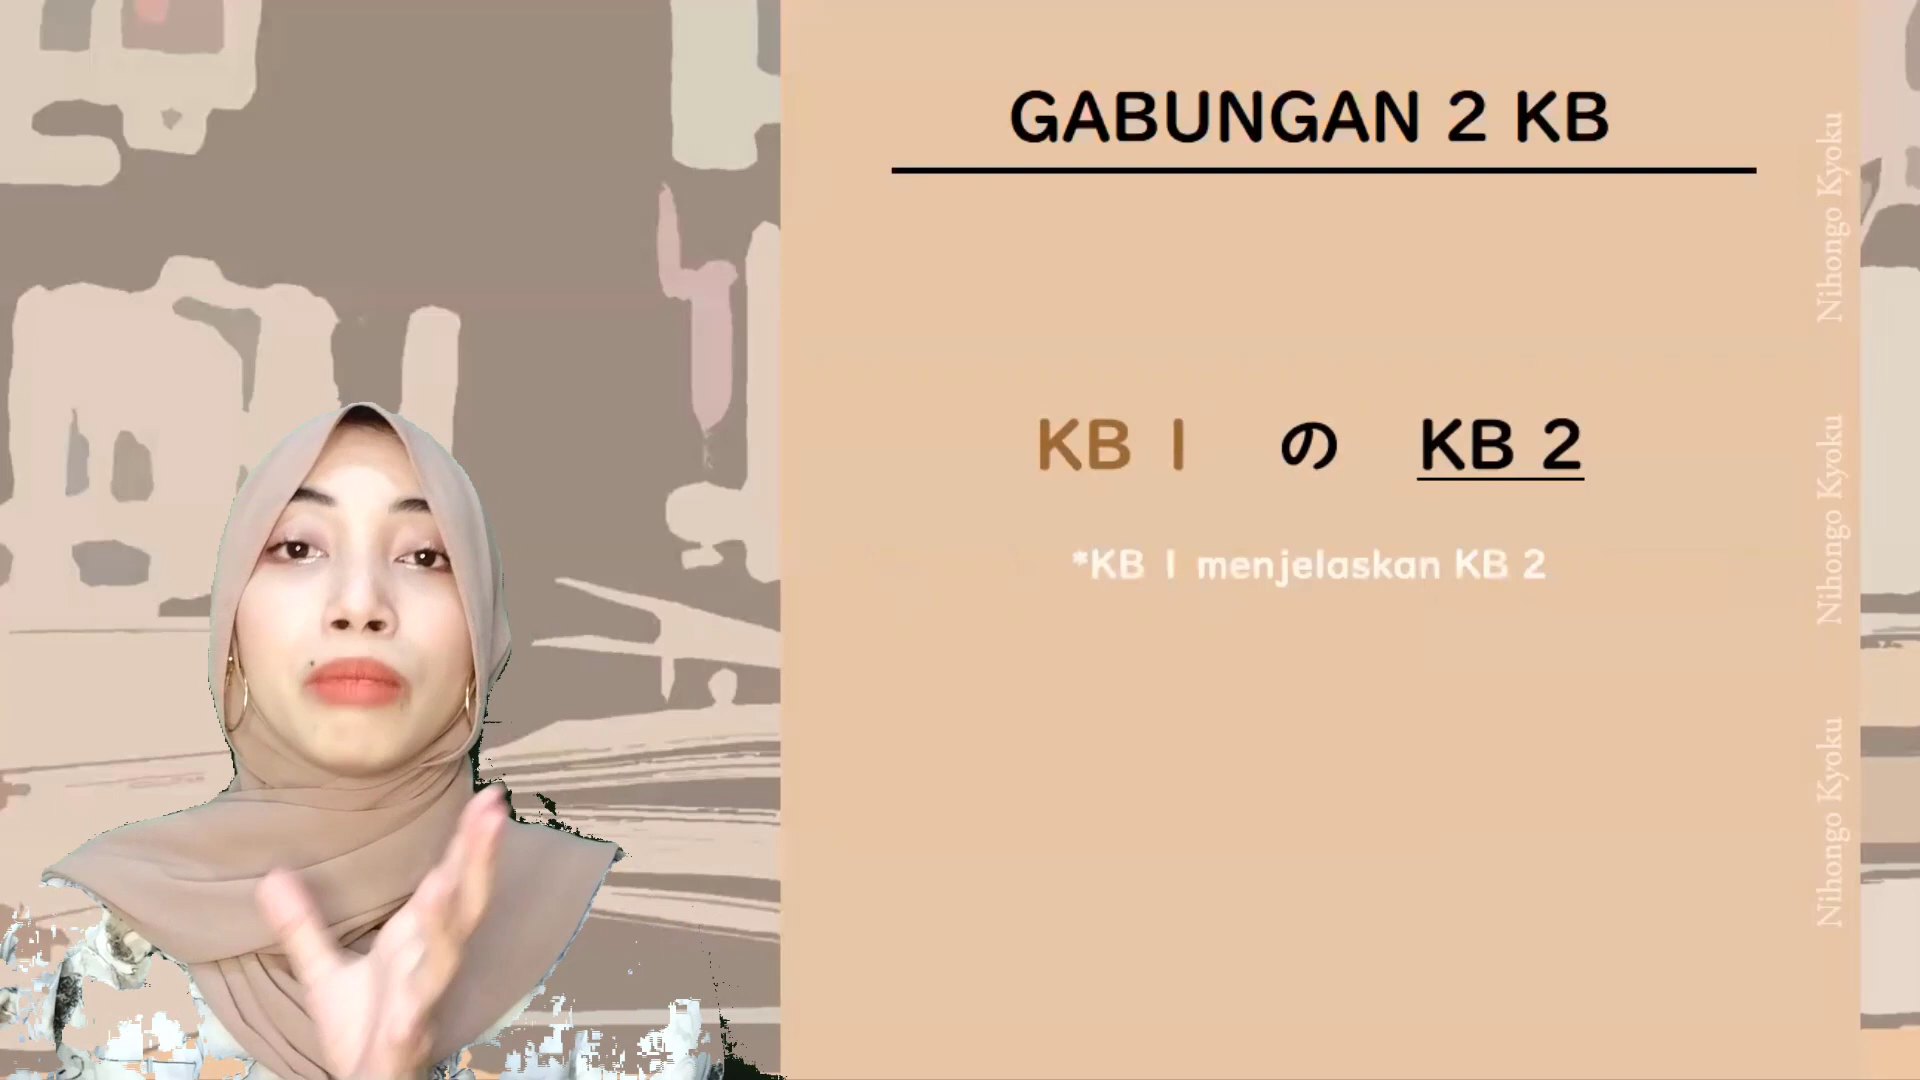 GABUNGAN 2 KB
KB 1 の KB 2
*KB 1 menjelaskan KB 2
Nihongo Kyoku
Nihongo Kyoku
Nihongo Kyoku